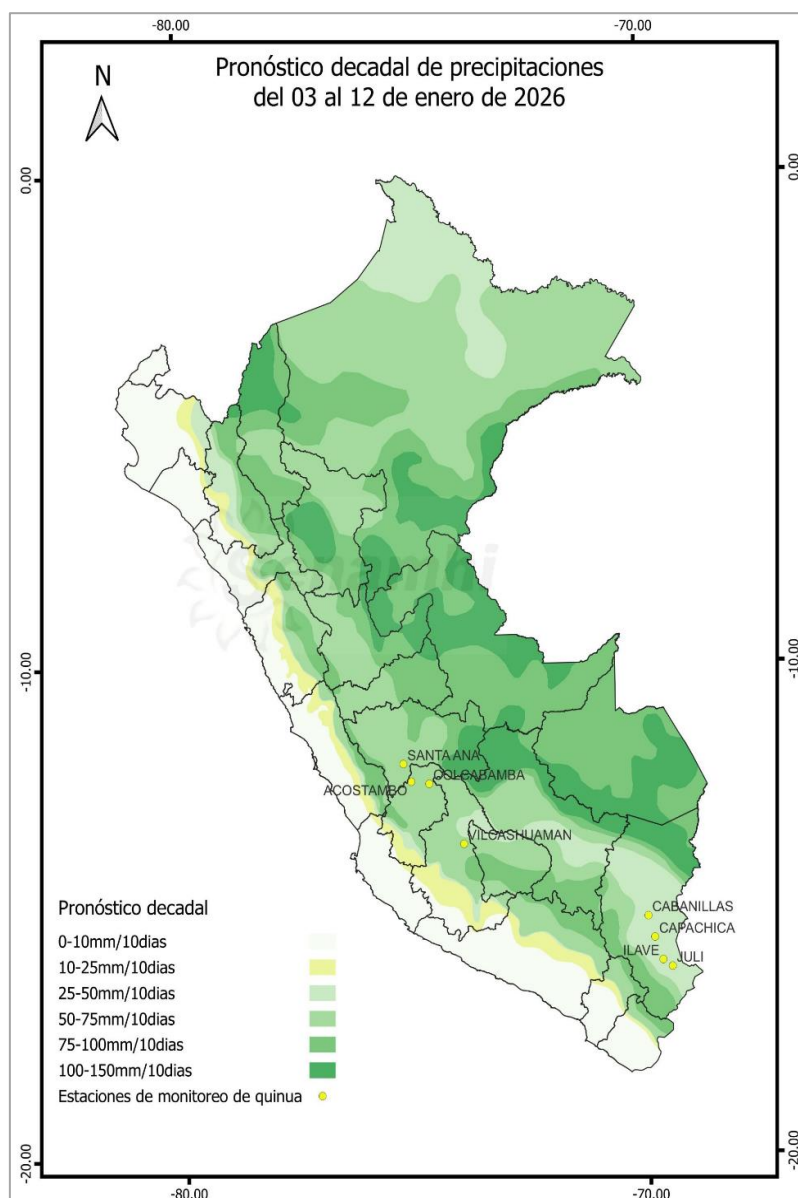 -80.00
-70.00
Pronóstico decadal de precipitaciones
del 03 al 12 de enero de 2026
N
0.00
0.00
Senamhi
-10.00
-10.00
SANTA ANA
COLCABAMBA
ACOSTAMBO
VILCASHUAMAN
CABANILLAS
CAPACHICA
ILAVE
JULI
Pronóstico decadal
0-10mm/10dias
10-25mm/10dias
25-50mm/10dias
50-75mm/10dias
75-100mm/10dias
100-150mm/10dias
Estaciones de monitoreo de quinua
-20.00
-20.00
-80.00
-70.00